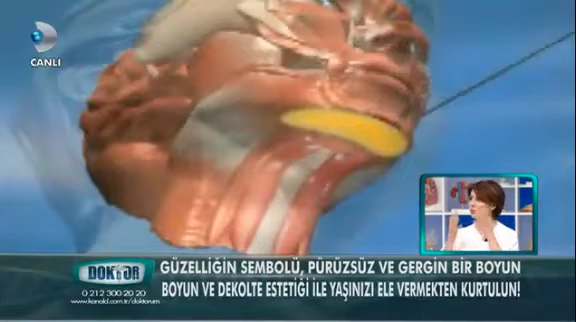 D
CANLI
GÜZELLİĞİN SEMBOLÜ, PÜRÜZSÜZ VE GERGİN BİR BOYUN
BOYUN VE DEKOLTE ESTETİĞİ İLE YAŞINIZI ELE VERMEKTEN KURTULUN!
DOKTOR
0 212 300 20 20
www.kanald.com.tr/doktorum